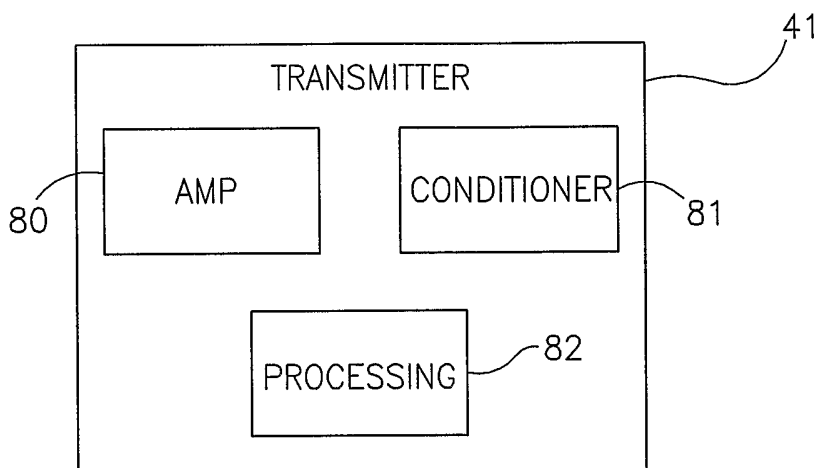 41
TRANSMITTER
AMP
CONDITIONER
80
81
PROCESSING
82